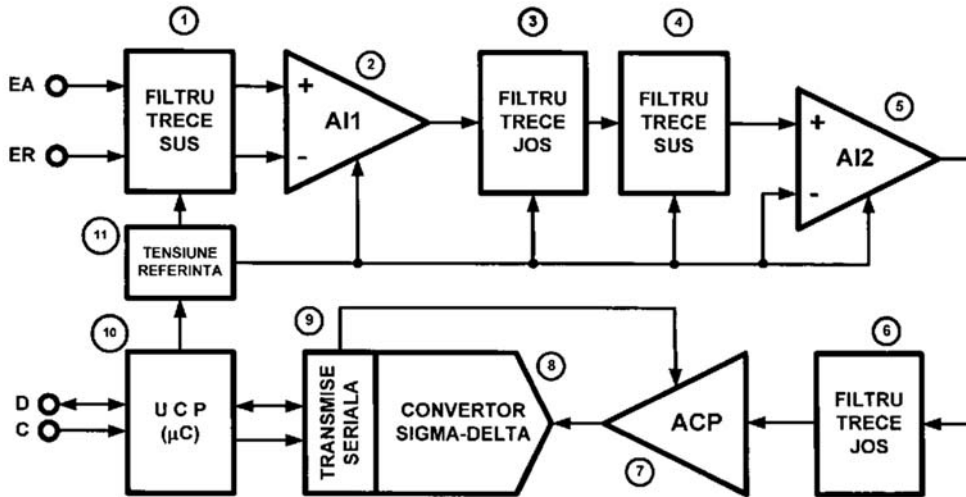 1
3
4
2
5
EA
ER
FILTRU
TRECE
SUS
+
-
AI1
FILTRU
TRECE
JOS
FILTRU
TRECE
SUS
+
-
AI2
11
TENSIUNE
REFERINTA
10
9
8
7
6
D
C
U C P
(µC)
TRANSMISE
SERIALA
CONVERTOR
SIGMA-DELTA
ACP
FILTRU
TRECE
JOS